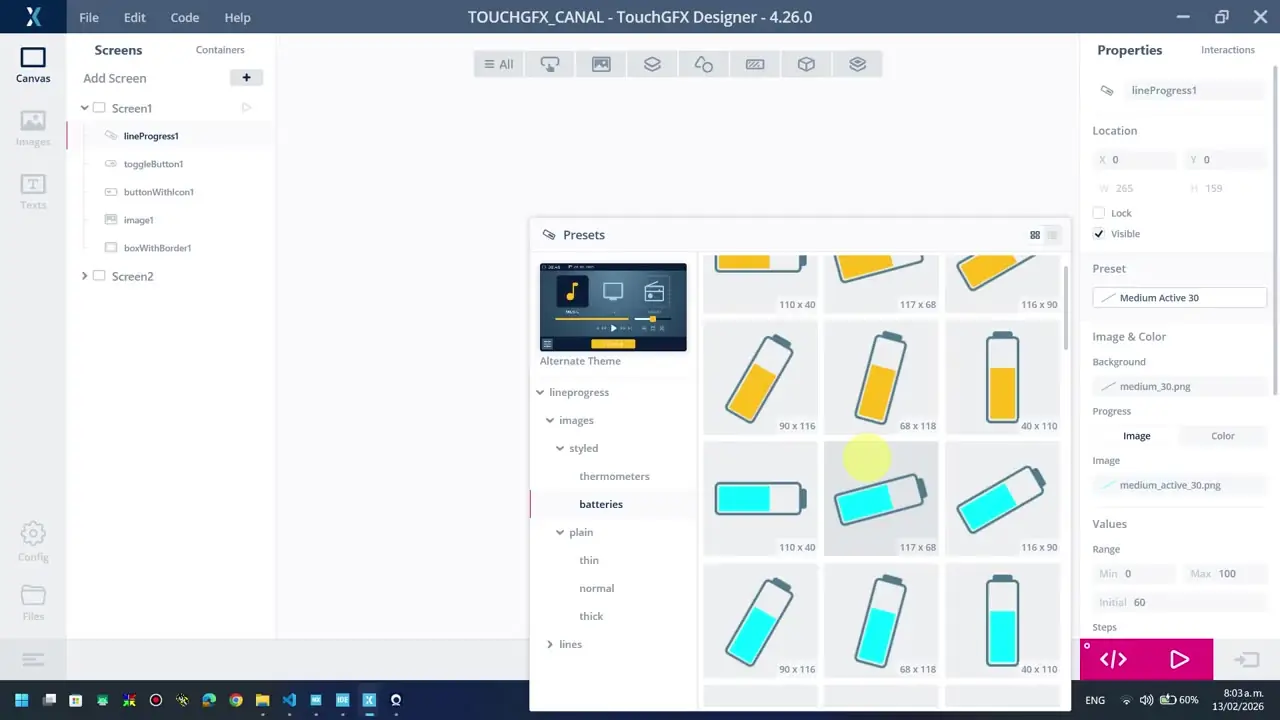 File Edit Code Help
TOUCHGFX_CANAL - TouchGFX Designer - 4.26.0
Canvas
Images
Texts
Config
Files
Screens Containers
Add Screen +
Screen1
lineProgress1
toggleButton1
buttonWithIcon1
image1
boxWithBorder1
Screen2
All
Presets
Alternate Theme
lineprogress
images
styled
thermometers
batteries
plain
thin
normal
thick
lines
110 x 40 117 x 68 116 x 90
90 x 116 68 x 118 40 x 110
110 x 40 117 x 68 116 x 90
90 x 116 68 x 118 40 x 110
Properties Interactions
lineProgress1
Location
X 0 Y 0
W 265 H 159
Lock
Visible
Preset
Medium Active 30
Image & Color
Background
medium_30.png
Progress
Image Color
Image
medium_active_30.png
Values
Range
Min 0 Max 100
Initial 60
Steps
ENG 60% 8:03 a.m.
13/02/2026